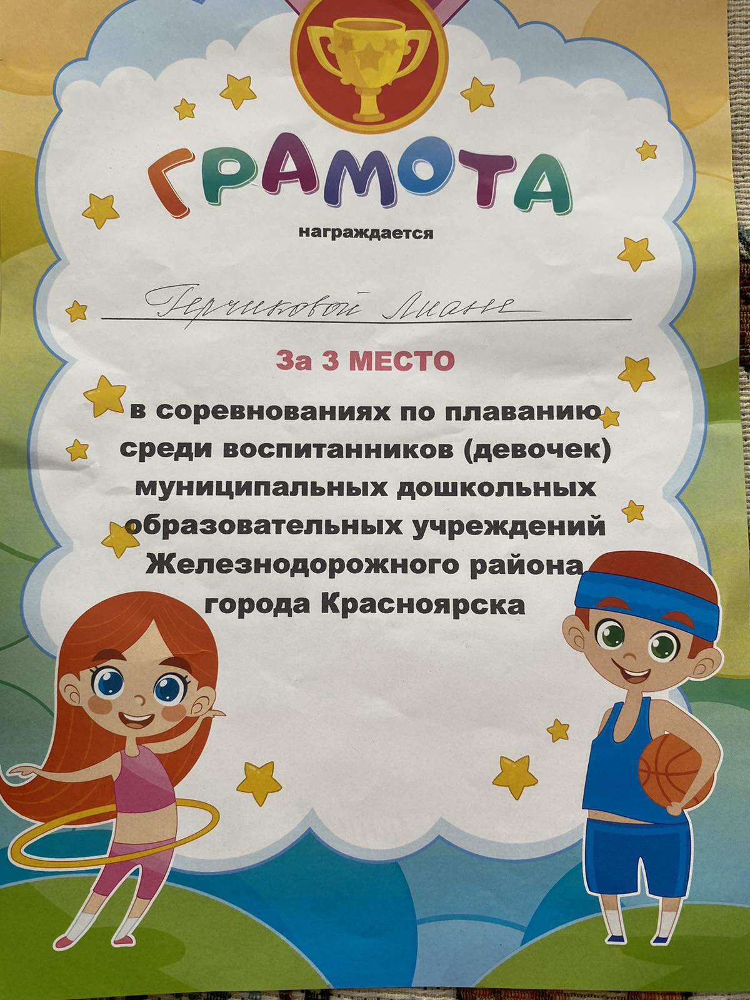 ГРАМОТА
награждается
Герчиковой Лиане
За 3 МЕСТО
в соревнованиях по плаванию
среди воспитанников (девочек)
муниципальных дошкольных
образовательных учреждений
Железнодорожного района
города Красноярска